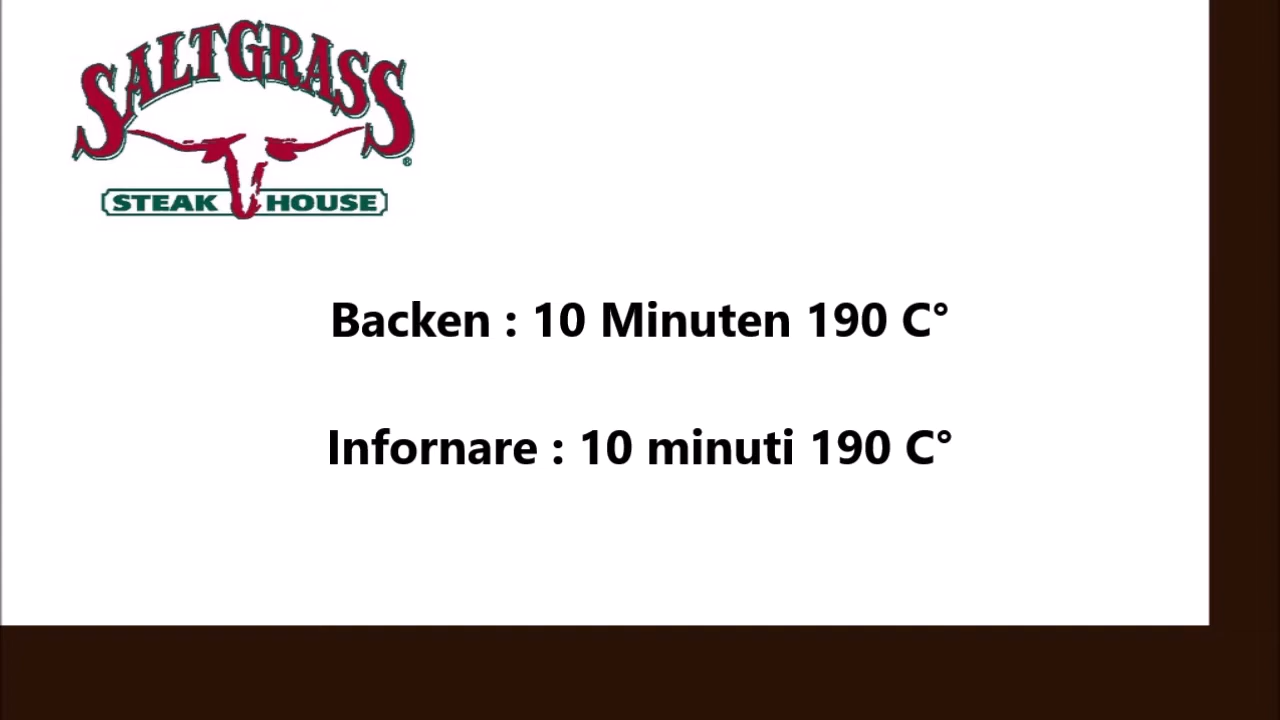 SALTGRASS
®
STEAK HOUSE
Backen : 10 Minuten 190 C°
Infornare : 10 minuti 190 C°